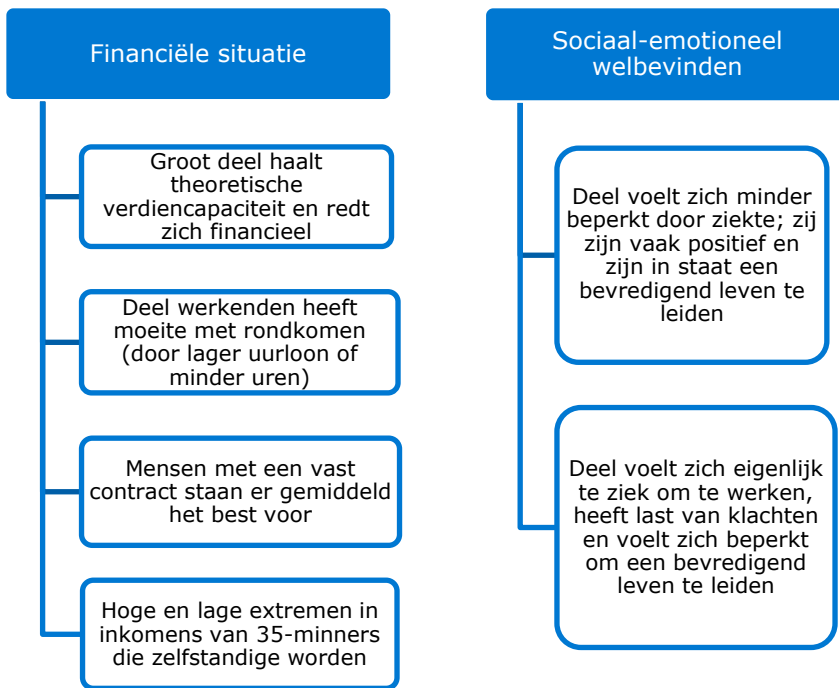 Financiële situatie
Groot deel haalt
theoretische
verdiencapaciteit en redt
zich financieel
Deel werkenden heeft
moeite met rondkomen
(door lager uurloon of
minder uren)
Mensen met een vast
contract staan er gemiddeld
het best voor
Hoge en lage extremen in
inkomens van 35-minners
die zelfstandige worden
Sociaal-emotioneel
welbevinden
Deel voelt zich minder
beperkt door ziekte; zij
zijn vaak positief en
zijn in staat een
bevredigend leven te
leiden
Deel voelt zich eigenlijk
te ziek om te werken,
heeft last van klachten
en voelt zich beperkt
om een bevredigend
leven te leiden